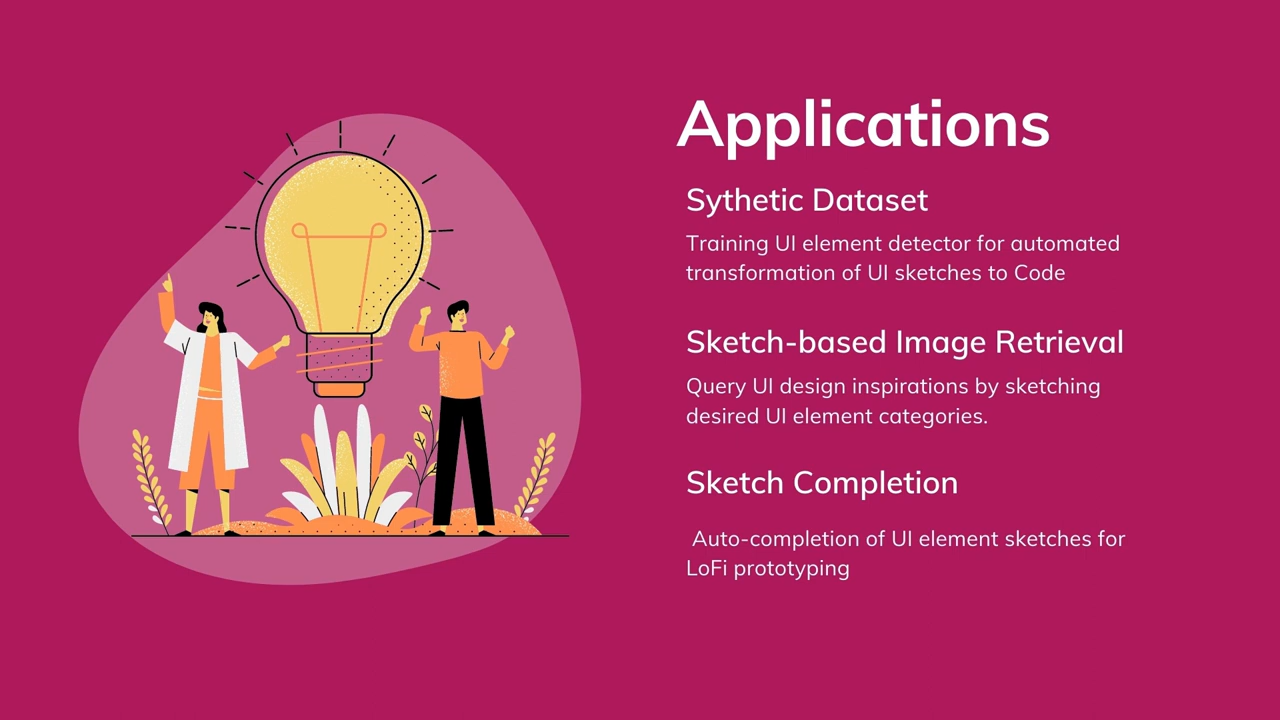 Applications
Sythetic Dataset
Training UI element detector for automated
transformation of UI sketches to Code
Sketch-based Image Retrieval
Query UI design inspirations by sketching
desired UI element categories.
Sketch Completion
Auto-completion of UI element sketches for
LoFi prototyping